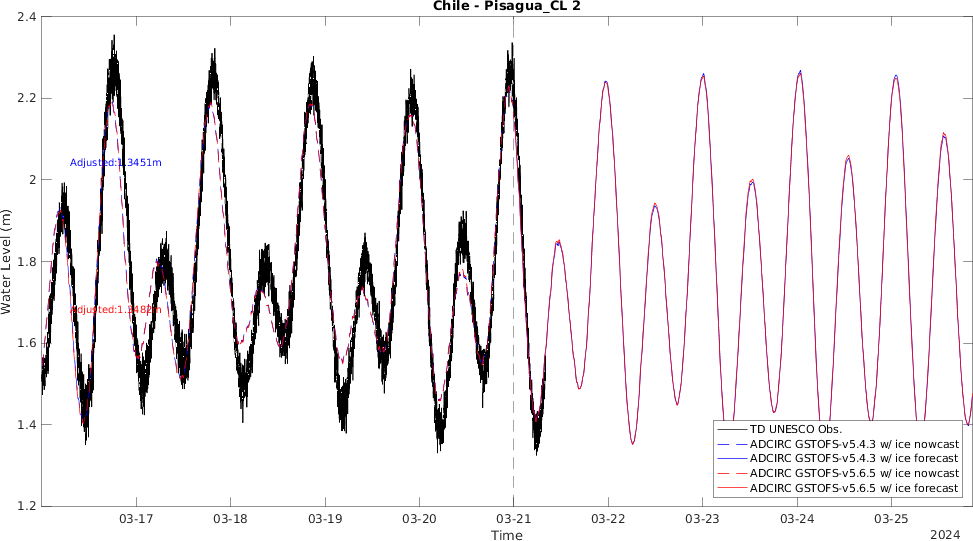 Chile - Pisagua_CL 2
2.4
2.2
2
1.8
1.6
1.4
1.2
Water Level (m)
Adjusted:1.3451m
03-17
03-18
03-19
03-20
03-21
03-22
03-23
03-24
03-25
Time
2024
TD UNESCO Obs.
ADCIRC GSTOFS-v5.4.3 w/ ice nowcast
ADCIRC GSTOFS-v5.4.3 w/ ice forecast
ADCIRC GSTOFS-v5.6.5 w/ ice nowcast
ADCIRC GSTOFS-v5.6.5 w/ ice forecast